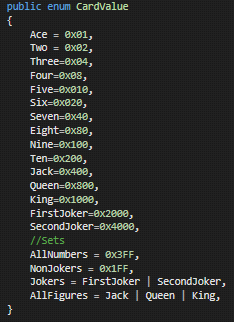 public enum CardValue
{
Ace = 0x01,
Two = 0x02,
Three=0x04,
Four=0x08,
Five=0x010,
Six=0x020,
Seven=0x40,
Eight=0x80,
Nine=0x100,
Ten=0x200,
Jack=0x400,
Queen=0x800,
King=0x1000,
FirstJoker=0x2000,
SecondJoker=0x4000,
//Sets
AllNumbers = 0x3FF,
NonJokers = 0x1FF,
Jokers = FirstJoker | SecondJoker,
AllFigures = Jack | Queen | King,
}